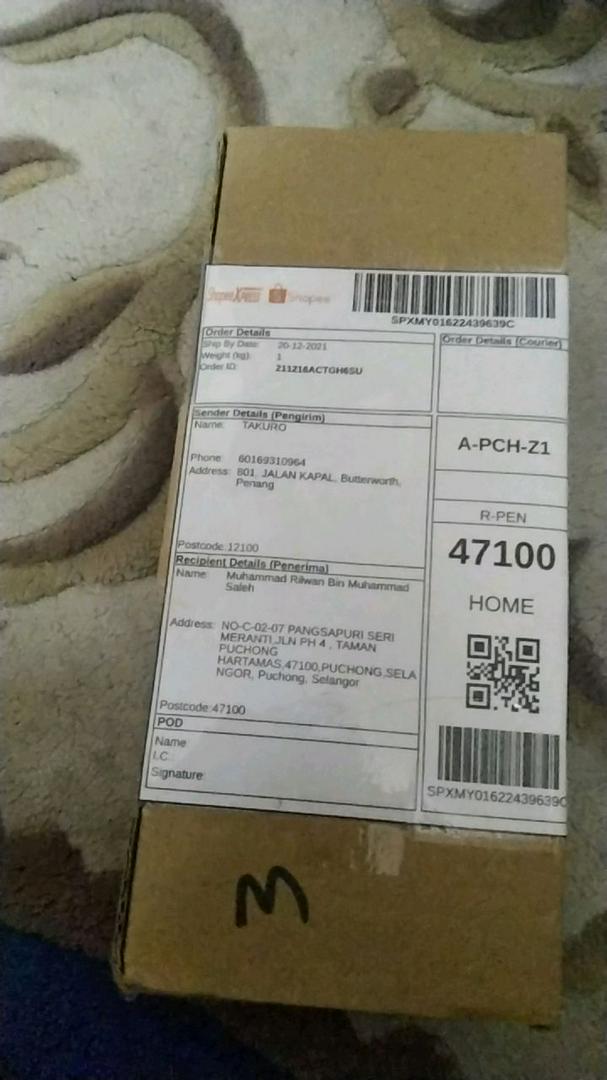 Shopee Xpress Shopee
SPXMY01622439639C
Order Details
Ship By Date: 20-12-2021
Weight (kg): 1
Order ID: 211216ACTGH6SU
Order Details (Courier)
Sender Details (Pengirim)
Name: TAKURO
Phone: 60169310964
Address: 801, JALAN KAPAL, Butterworth,
Penang
Postcode:12100
A-PCH-Z1
R-PEN
47100
HOME
Recipient Details (Penerima)
Name: Muhammad Rilwan Bin Muhammad
Saleh
Address: NO-C-02-07 PANGSAPURI SERI
MERANTI,JLN PH 4 , TAMAN
PUCHONG
HARTAMAS,47100,PUCHONG,SELA
NGOR, Puchong, Selangor
Postcode:47100
POD
Name
I.C.
Signature:
SPXMY01622439639C
M